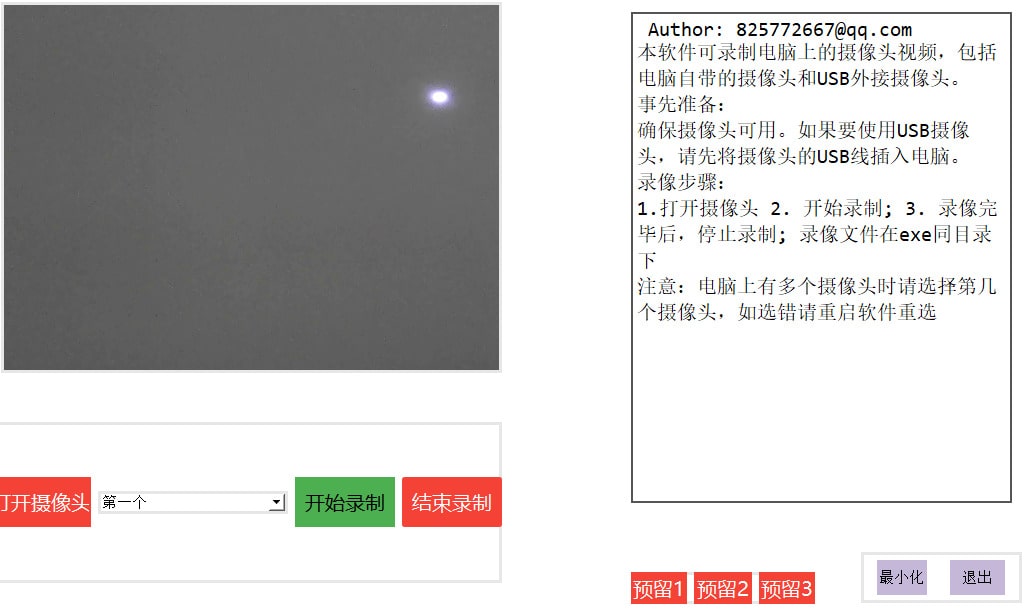 Author: 825772667@qq.com
本软件可录制电脑上的摄像头视频，包括
电脑自带的摄像头和USB外接摄像头。
事先准备：
确保摄像头可用。如果要使用USB摄像
头，请先将摄像头的USB线插入电脑。
录像步骤：
1.打开摄像头 2. 开始录制; 3. 录像完
毕后，停止录制; 录像文件在exe同目录
下
注意：电脑上有多个摄像头时请选择第几
个摄像头，如选错请重启软件重选
打开摄像头 第一个 开始录制 结束录制
预留1 预留2 预留3 最小化 退出